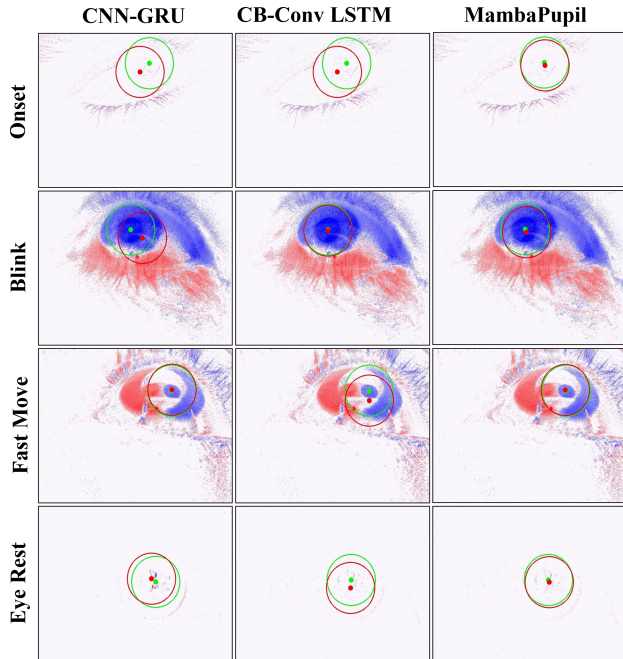 CNN-GRU CB-Conv LSTM MambaPupil
Onset
Blink
Fast Move
Eye Rest